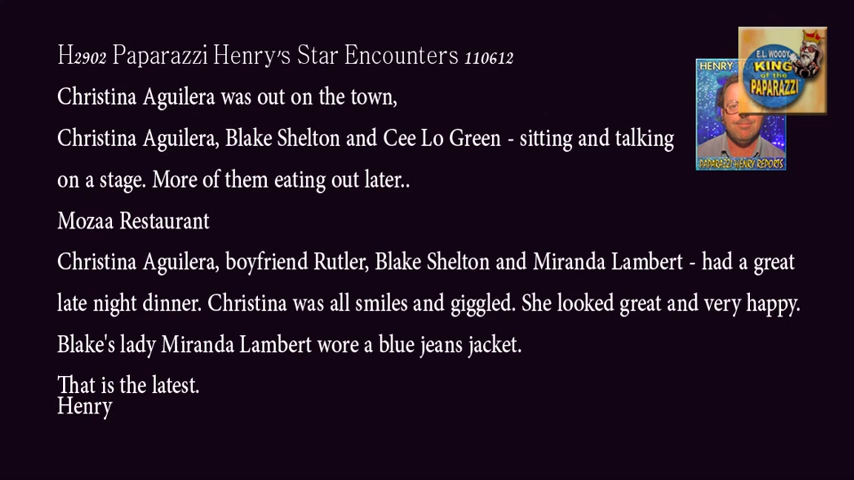 H2902 Paparazzi Henry's Star Encounters 110612
E.L. WOODY
KING
of the
PAPARAZZI
HENRY
PAPARAZZI HENRY REPORTS
Christina Aguilera was out on the town,
Christina Aguilera, Blake Shelton and Cee Lo Green - sitting and talking
on a stage. More of them eating out later..
Mozaa Restaurant
Christina Aguilera, boyfriend Rutler, Blake Shelton and Miranda Lambert - had a great
late night dinner. Christina was all smiles and giggled. She looked great and very happy.
Blake's lady Miranda Lambert wore a blue jeans jacket.
That is the latest.
Henry